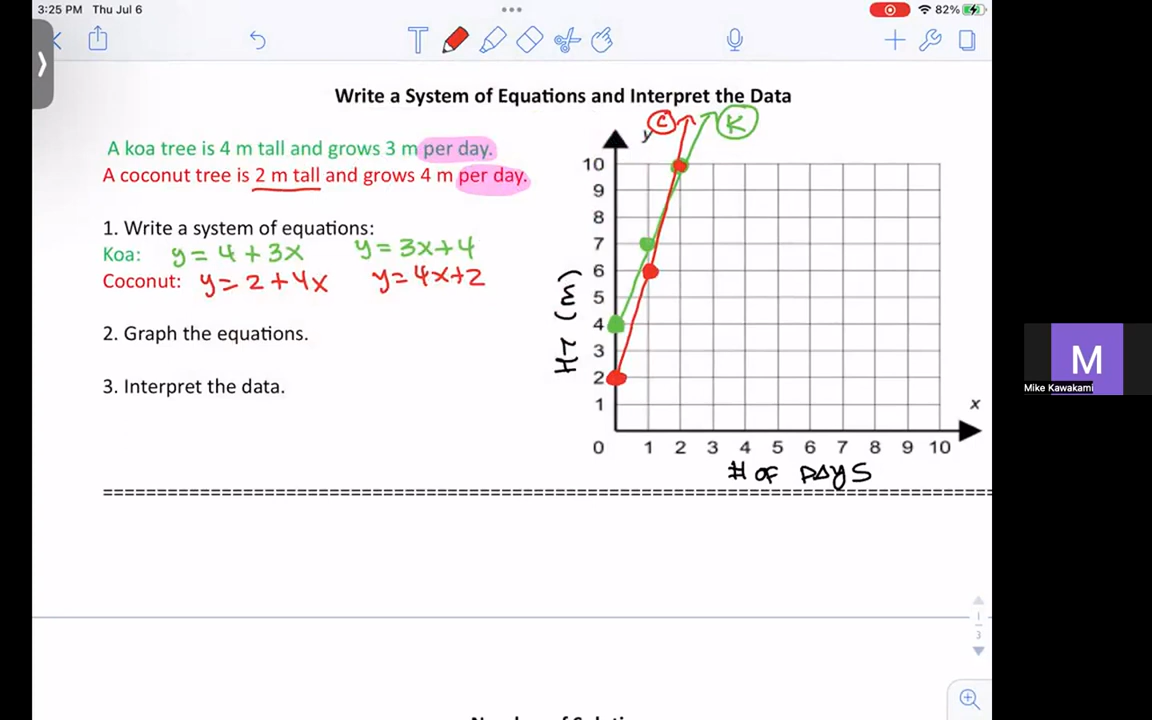 3:25 PM Thu Jul 6
82%
T
Write a System of Equations and Interpret the Data
A koa tree is 4 m tall and grows 3 m per day.
A coconut tree is 2 m tall and grows 4 m per day.
1. Write a system of equations:
Koa: y = 4 + 3x y = 3x + 4
Coconut: y = 2 + 4x y = 4x + 2
2. Graph the equations.
3. Interpret the data.
C K
y
10
9
8
7
6
5
4
3
2
1
HT (m)
x
0 1 2 3 4 5 6 7 8 9 10
# OF DAYS
==========================================================================================
1
3
M
Mike Kawakami